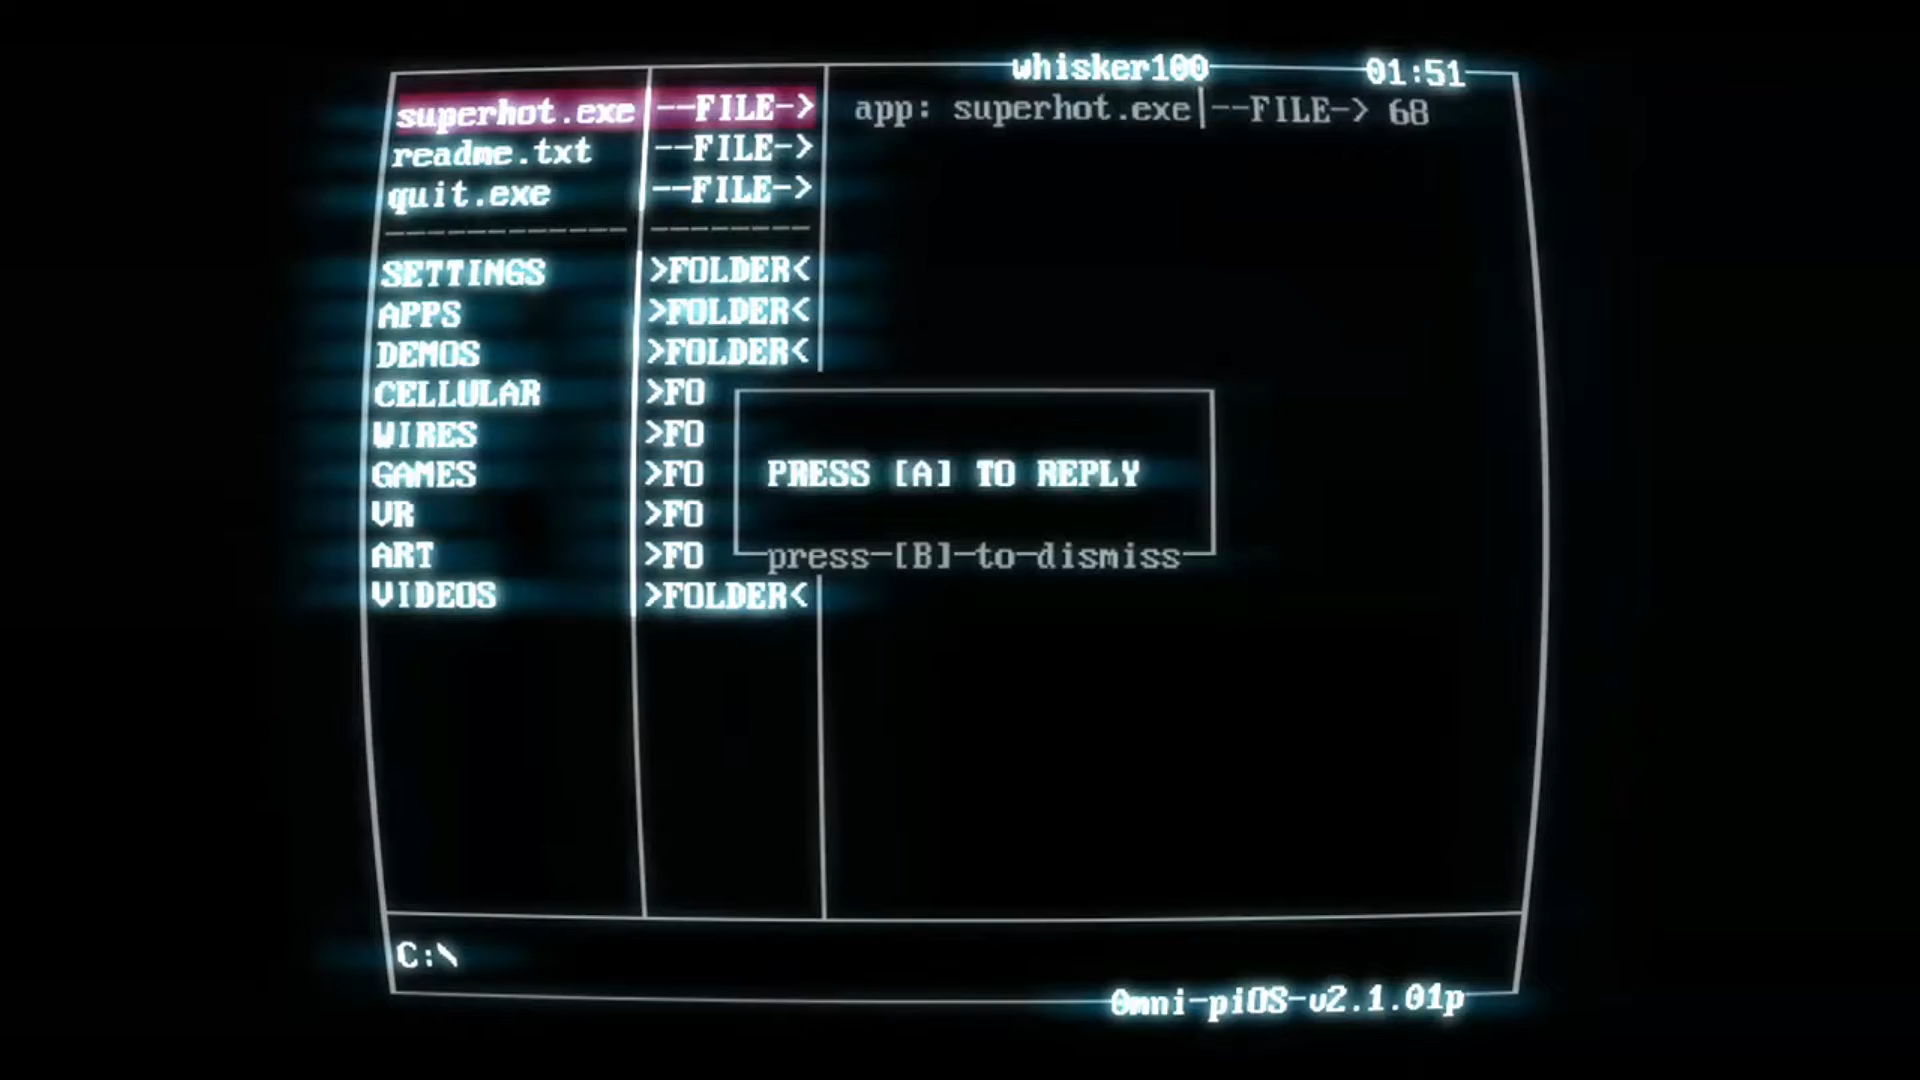 whisker100 01:51
superhot.exe --FILE-> app: superhot.exe|--FILE-> 68
readme.txt --FILE->
quit.exe --FILE->
SETTINGS >FOLDER<
APPS >FOLDER<
DEMOS >FOLDER<
CELLULAR >FO
WIRES >FO
GAMES >FO
PRESS [A] TO REPLY
VR >FO
ART >FO
press-[B]-to-dismiss
VIDEOS >FOLDER<
C:\
0mni-piOS-v2.1.01p